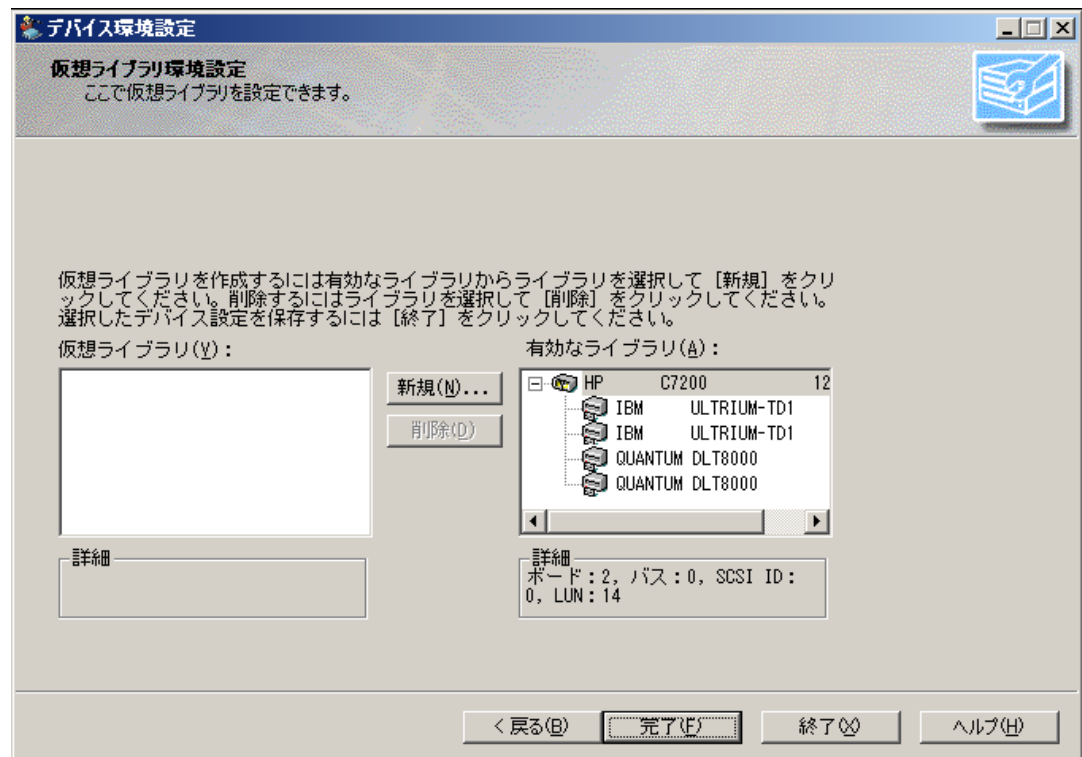 デバイス環境設定
仮想ライブラリ環境設定
ここで仮想ライブラリを設定できます。
仮想ライブラリを作成するには有効なライブラリからライブラリを選択して [新規] をクリ
ックしてください。削除するにはライブラリを選択して [削除] をクリックしてください。
選択したデバイス設定を保存するには [終了] をクリックしてください。
仮想ライブラリ(V):
有効なライブラリ(A):
新規(N)...
削除(D)
HP C7200 12
IBM ULTRIUM-TD1
IBM ULTRIUM-TD1
QUANTUM DLT8000
QUANTUM DLT8000
詳細
詳細
ボード:2, バス:0, SCSI ID:
0, LUN:14
< 戻る(B)
完了(F)
終了(X)
ヘルプ(H)